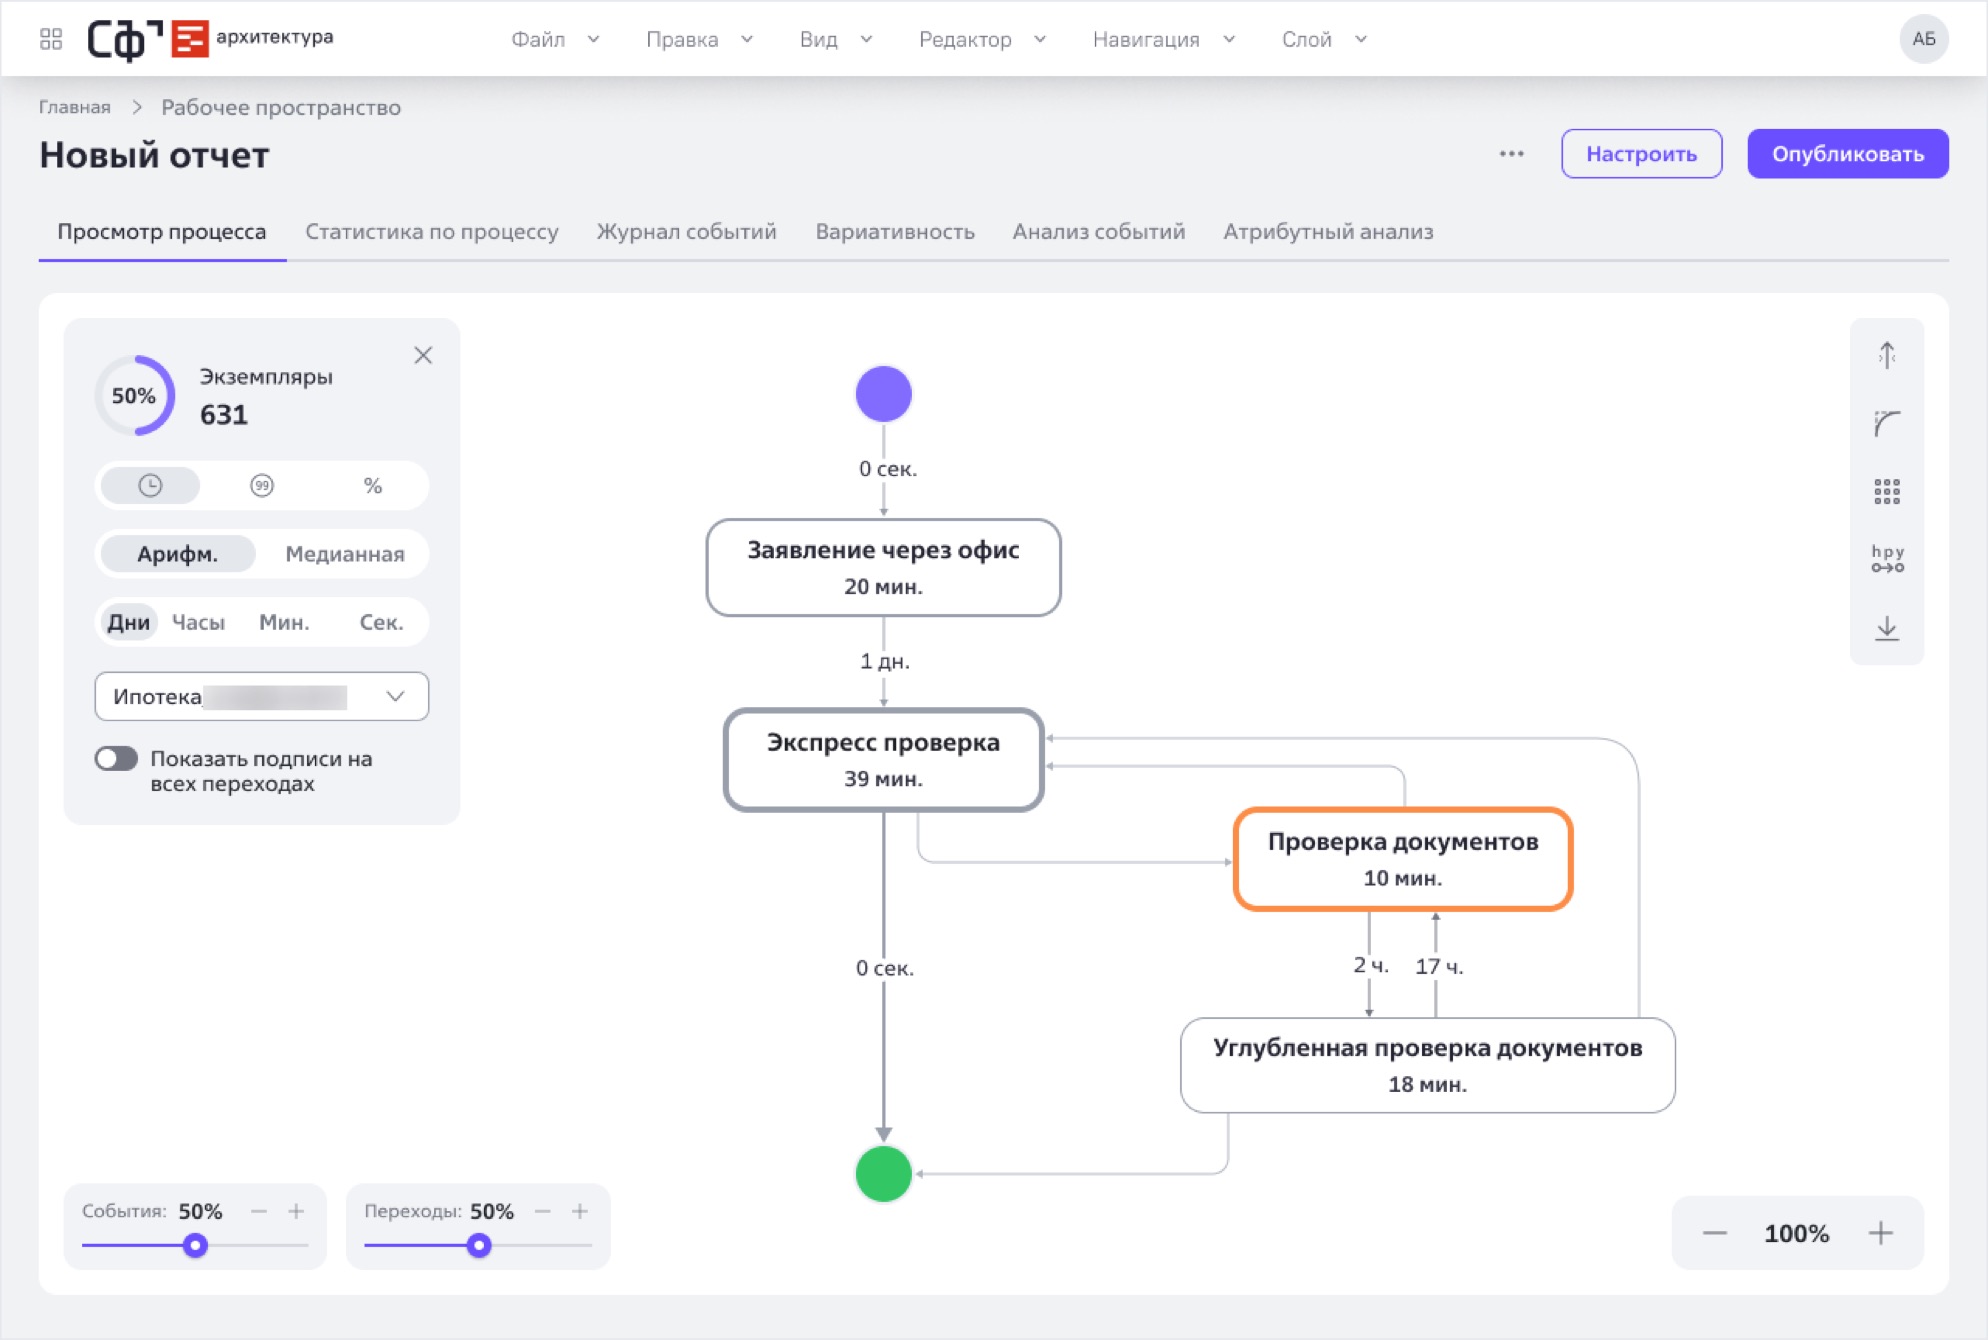 Сф
архитектура
Файл
Правка
Вид
Редактор
Навигация
Слой
АБ
Главная > Рабочее пространство
Новый отчет
Настроить
Опубликовать
Просмотр процесса
Статистика по процессу
Журнал событий
Вариативность
Анализ событий
Атрибутный анализ
50%
Экземпляры
631
99
%
Арифм.
Медианная
Дни
Часы
Мин.
Сек.
Ипотека
Показать подписи на
всех переходах
0 сек.
Заявление через офис
20 мин.
1 дн.
Экспресс проверка
39 мин.
Проверка документов
10 мин.
2 ч.
17 ч.
0 сек.
Углубленная проверка документов
18 мин.
hpy
События: 50%
Переходы: 50%
100%